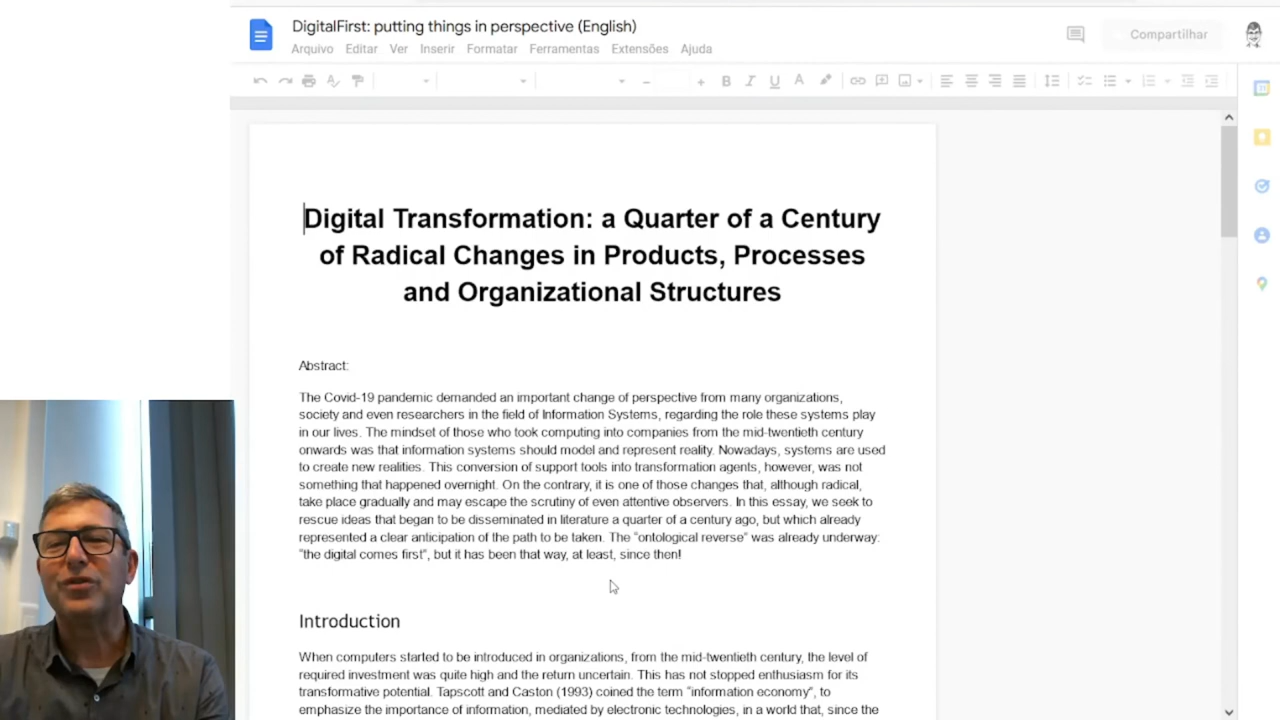 DigitalFirst: putting things in perspective (English)
Arquivo Editar Ver Inserir Formatar Ferramentas Extensões Ajuda
Compartilhar
Digital Transformation: a Quarter of a Century
of Radical Changes in Products, Processes
and Organizational Structures
Abstract:
The Covid-19 pandemic demanded an important change of perspective from many organizations,
society and even researchers in the field of Information Systems, regarding the role these systems play
in our lives. The mindset of those who took computing into companies from the mid-twentieth century
onwards was that information systems should model and represent reality. Nowadays, systems are used
to create new realities. This conversion of support tools into transformation agents, however, was not
something that happened overnight. On the contrary, it is one of those changes that, although radical,
take place gradually and may escape the scrutiny of even attentive observers. In this essay, we seek to
rescue ideas that began to be disseminated in literature a quarter of a century ago, but which already
represented a clear anticipation of the path to be taken. The “ontological reverse” was already underway:
“the digital comes first”, but it has been that way, at least, since then!
Introduction
When computers started to be introduced in organizations, from the mid-twentieth century, the level of
required investment was quite high and the return uncertain. This has not stopped enthusiasm for its
transformative potential. Tapscott and Caston (1993) coined the term “information economy”, to
emphasize the importance of information, mediated by electronic technologies, in a world that, since the